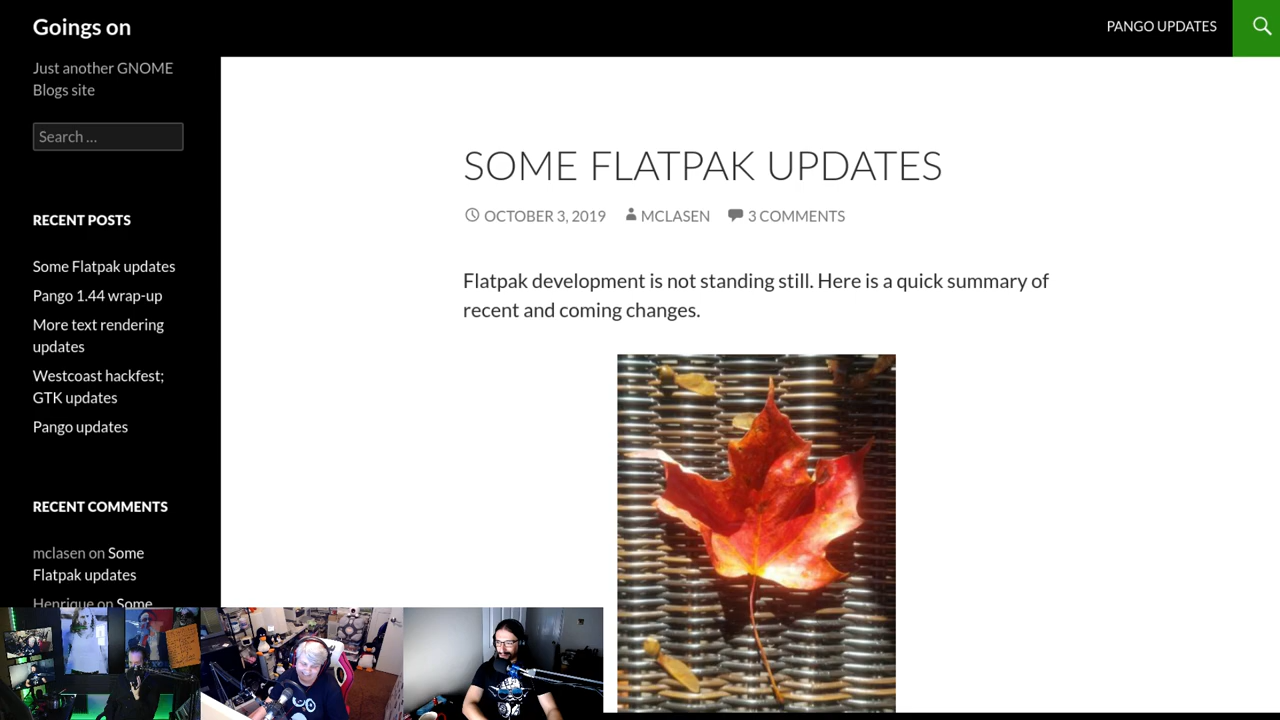 Goings on
PANGO UPDATES
Just another GNOME
Blogs site
Search ...
RECENT POSTS
Some Flatpak updates
Pango 1.44 wrap-up
More text rendering
updates
Westcoast hackfest;
GTK updates
Pango updates
RECENT COMMENTS
mclasen on Some
Flatpak updates
Henrique on Some
SOME FLATPAK UPDATES
OCTOBER 3, 2019 MCLASEN 3 COMMENTS
Flatpak development is not standing still. Here is a quick summary of
recent and coming changes.